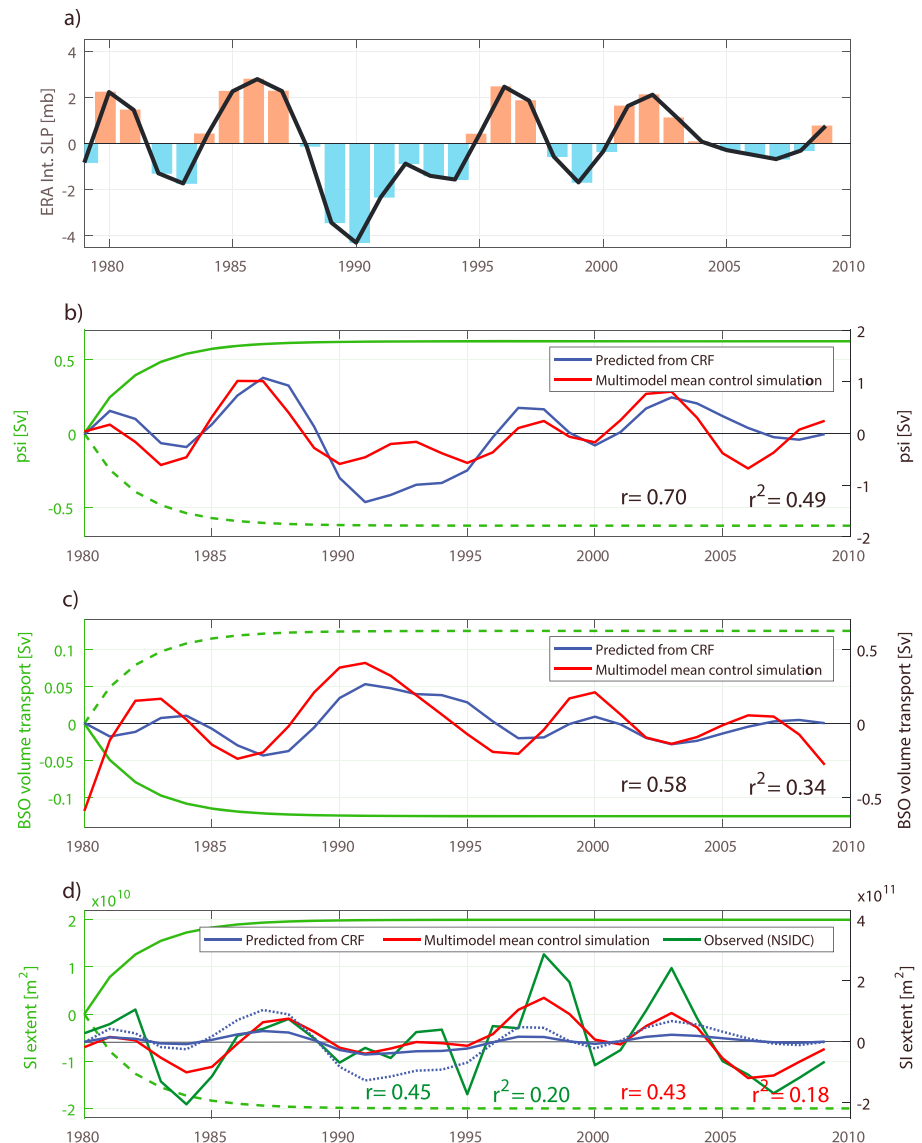 a)
4
2
0
-2
-4
ERA Int. SLP [mb]
1980 1985 1990 1995 2000 2005 2010
b)
0.5
0
-0.5
psi [Sv]
2
1
0
-1
-2
psi [Sv]
Predicted from CRF
Multimodel mean control simulation
r= 0.70 r²= 0.49
1980 1985 1990 1995 2000 2005 2010
c)
0.1
0.05
0
-0.05
-0.1
BSO volume transport [Sv]
0.5
0
-0.5
BSO volume transport [Sv]
Predicted from CRF
Multimodel mean control simulation
r= 0.58 r²= 0.34
1980 1985 1990 1995 2000 2005 2010
d)
x10¹⁰
x10¹¹
2
1
0
-1
-2
SI extent [m²]
4
2
0
-2
SI extent [m²]
Predicted from CRF Multimodel mean control simulation Observed (NSIDC)
r= 0.45 r²= 0.20 r= 0.43 r²= 0.18
1980 1985 1990 1995 2000 2005 2010